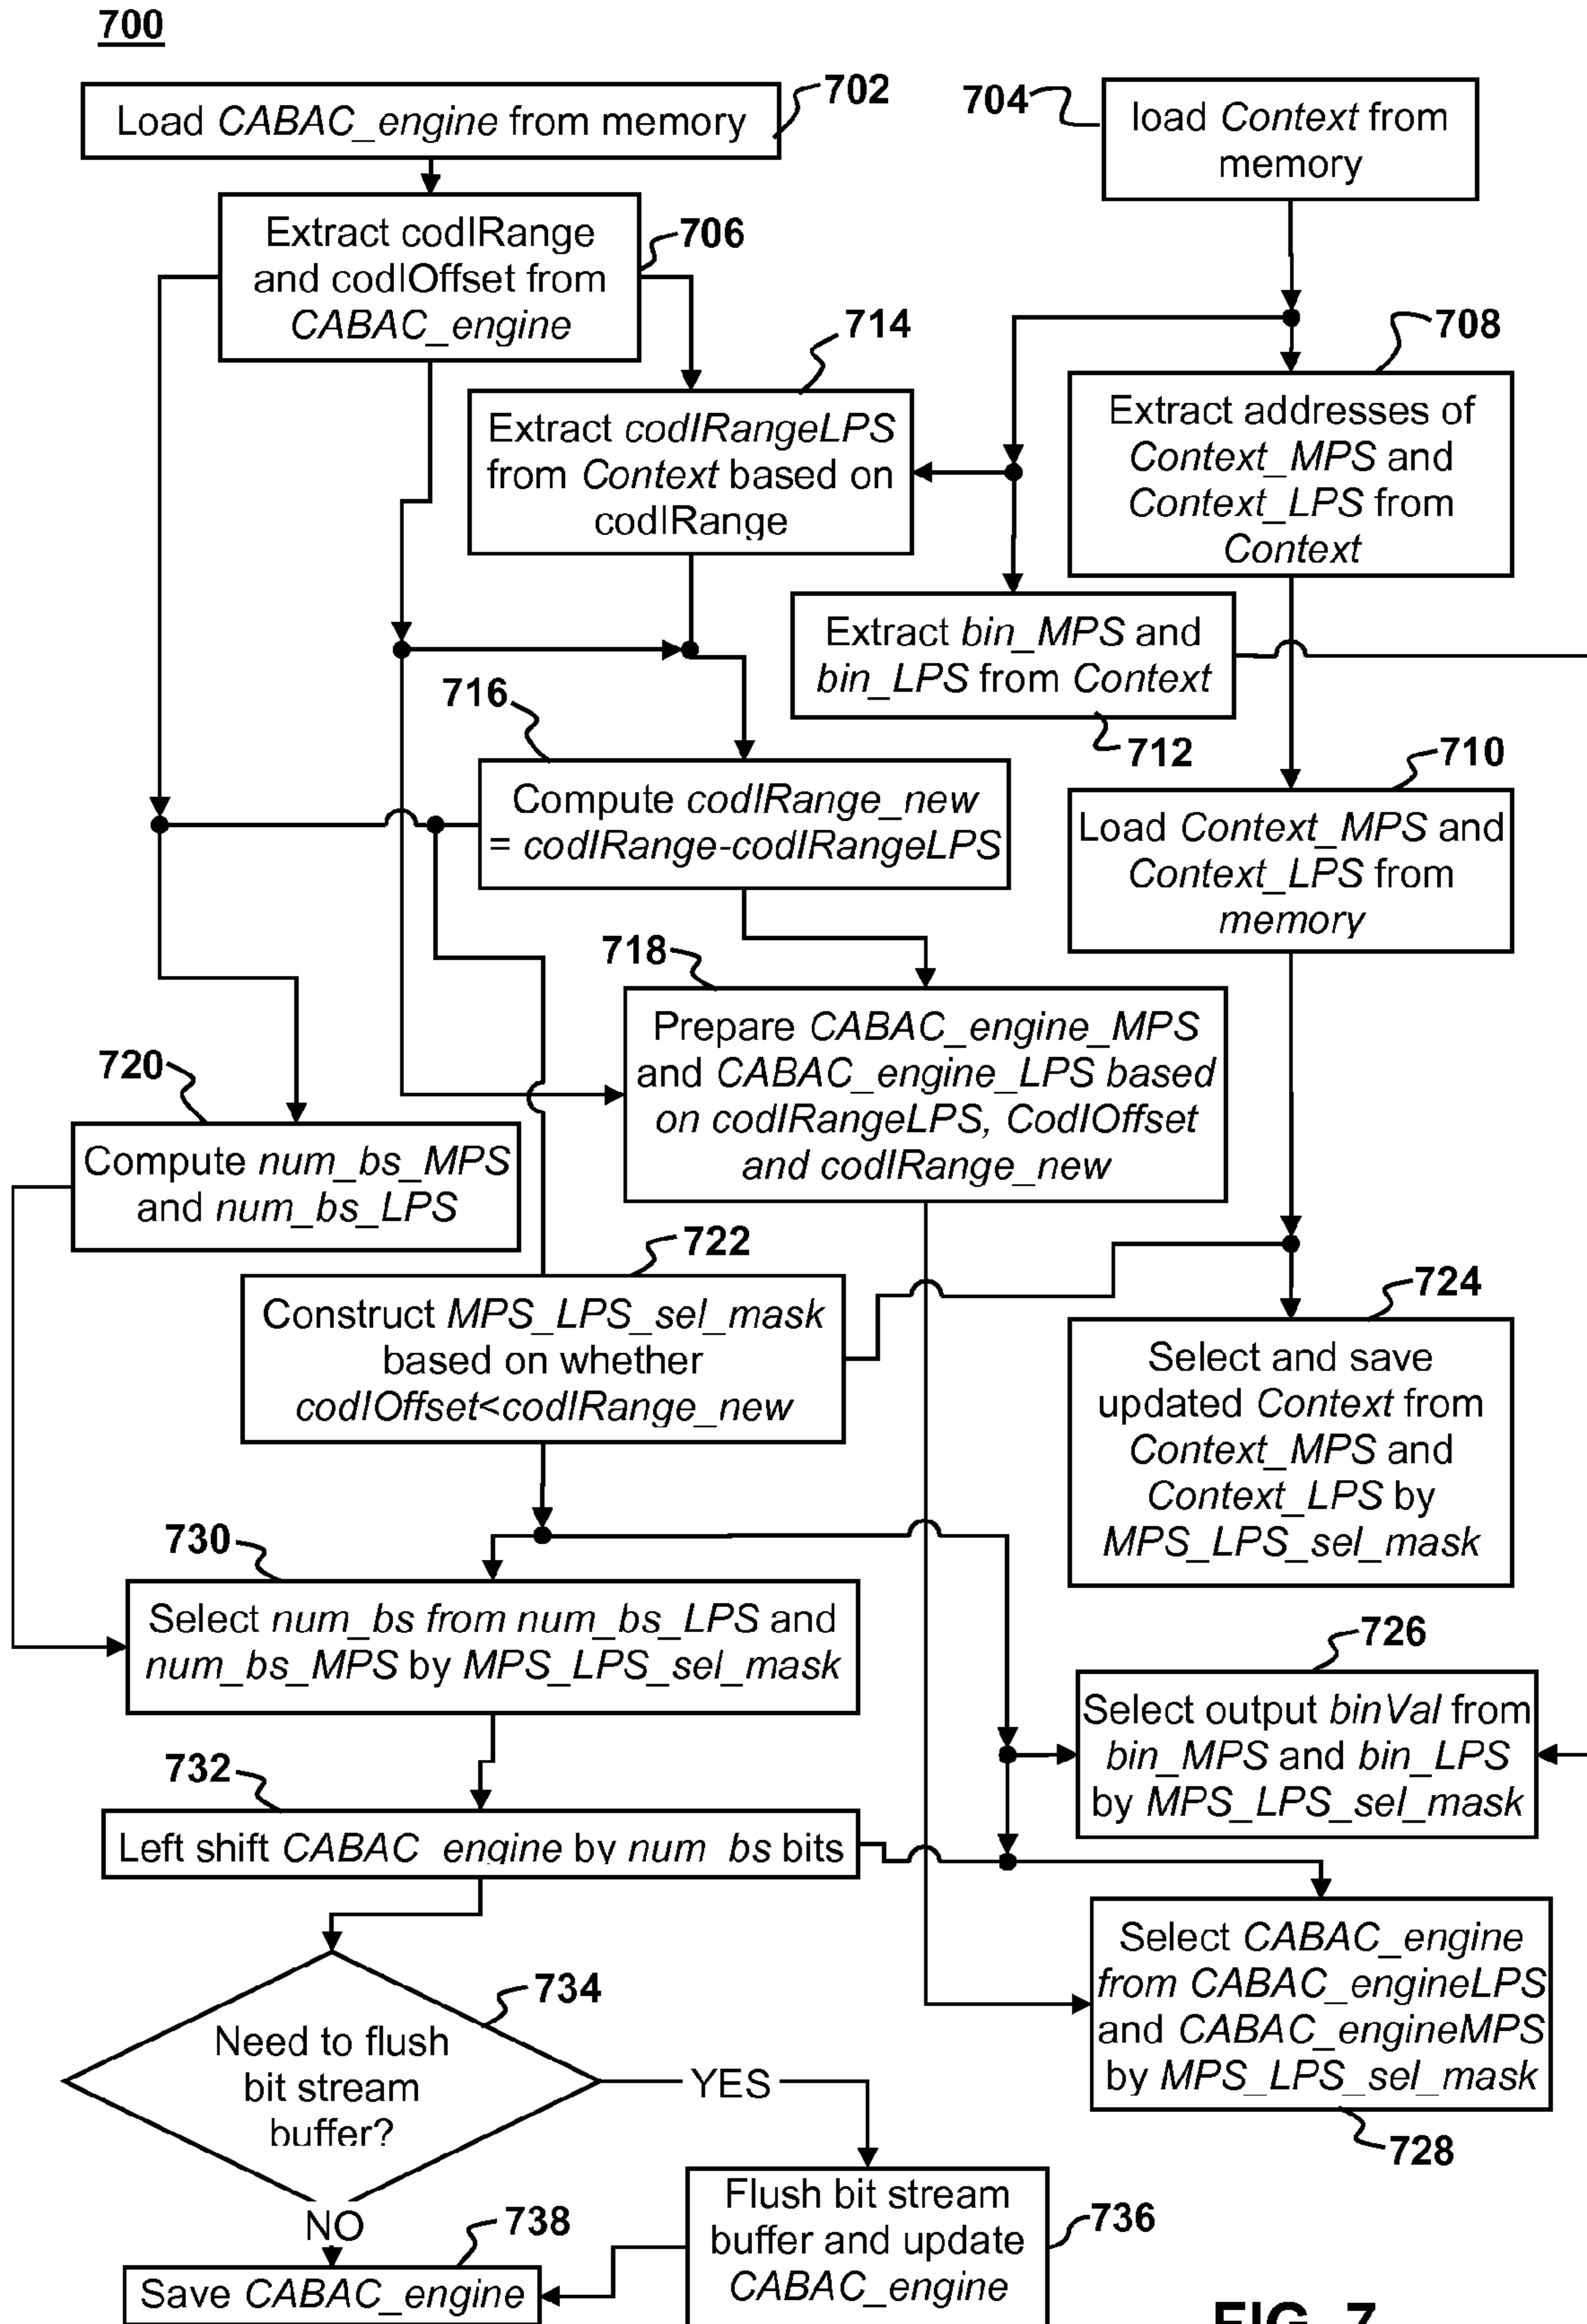 700
Load CABAC_engine from memory
702
704
load Context from
memory
Extract codIRange
and codIOffset from
CABAC_engine
706
714
708
Extract codIRangeLPS
from Context based on
codIRange
Extract addresses of
Context_MPS and
Context_LPS from
Context
Extract bin_MPS and
bin_LPS from Context
712
716
Compute codIRange_new
= codIRange-codIRangeLPS
710
Load Context_MPS and
Context_LPS from
memory
718
Prepare CABAC_engine_MPS
and CABAC_engine_LPS based
on codIRangeLPS, CodIOffset
and codIRange_new
720
Compute num_bs_MPS
and num_bs_LPS
722
Construct MPS_LPS_sel_mask
based on whether
codIOffset<codIRange_new
724
Select and save
updated Context from
Context_MPS and
Context_LPS by
MPS_LPS_sel_mask
730
Select num_bs from num_bs_LPS and
num_bs_MPS by MPS_LPS_sel_mask
726
Select output binVal from
bin_MPS and bin_LPS
by MPS_LPS_sel_mask
732
Left shift CABAC_engine by num_bs bits
Select CABAC_engine
from CABAC_engineLPS
and CABAC_engineMPS
by MPS_LPS_sel_mask
728
734
Need to flush
bit stream
buffer?
YES
NO
Flush bit stream
buffer and update
CABAC_engine
736
738
Save CABAC_engine
FIG. 7